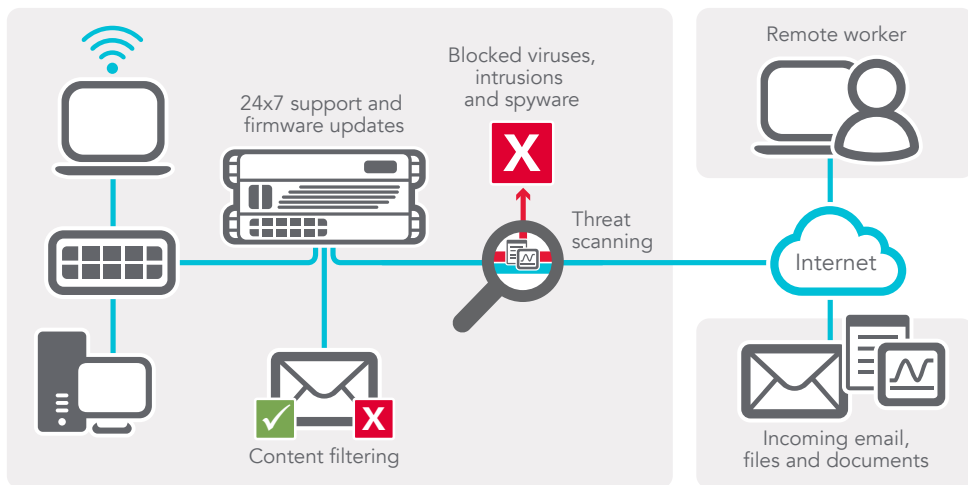 Blocked viruses,
intrusions
and spyware
24x7 support and
firmware updates
X
Threat
scanning
X
Content filtering
Remote worker
Internet
Incoming email,
files and documents